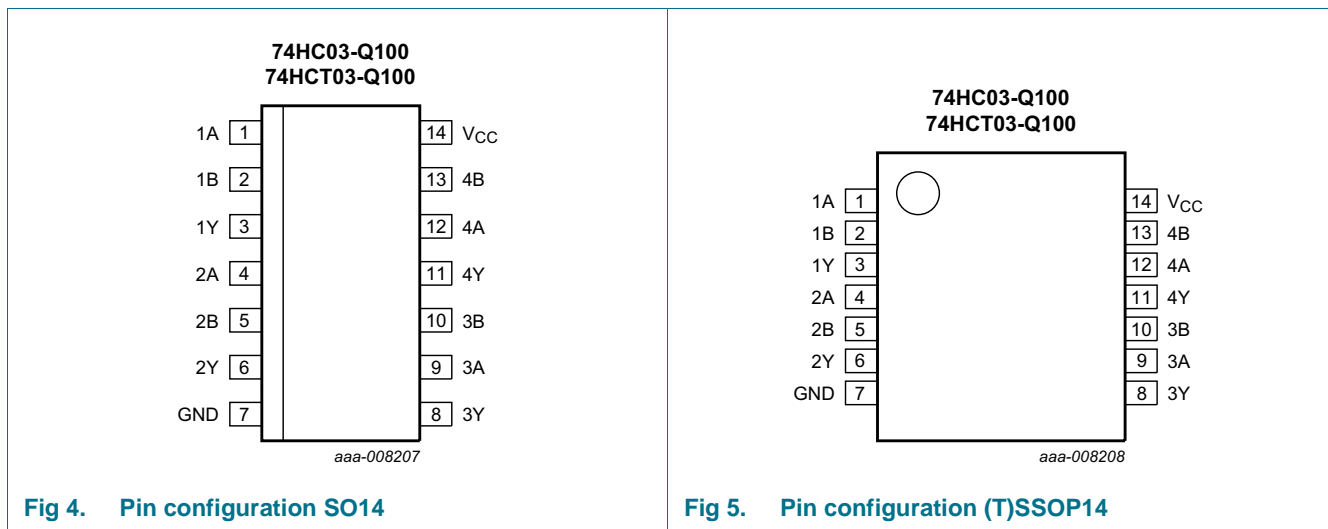 74HC03-Q100
74HCT03-Q100
1A 1 14 VCC
1B 2 13 4B
1Y 3 12 4A
2A 4 11 4Y
2B 5 10 3B
2Y 6 9 3A
GND 7 8 3Y
aaa-008207
Fig 4. Pin configuration SO14
74HC03-Q100
74HCT03-Q100
1A 1 14 VCC
1B 2 13 4B
1Y 3 12 4A
2A 4 11 4Y
2B 5 10 3B
2Y 6 9 3A
GND 7 8 3Y
aaa-008208
Fig 5. Pin configuration (T)SSOP14